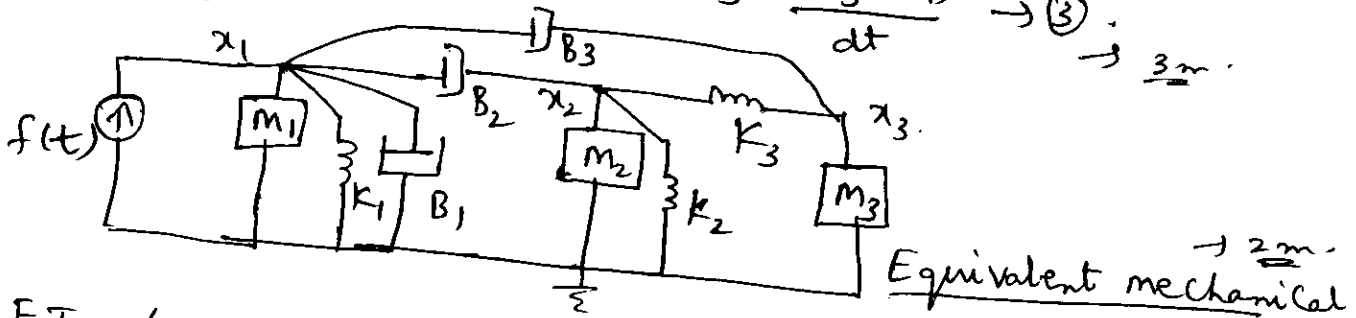 dt → ③.
→ 3m.
x₁ B3
f(t) M₁ K₁ B₁ B₂ x₂ M₂ K₂ K₃ x₃. M₃
→ 2m.
Equivalent mechanical